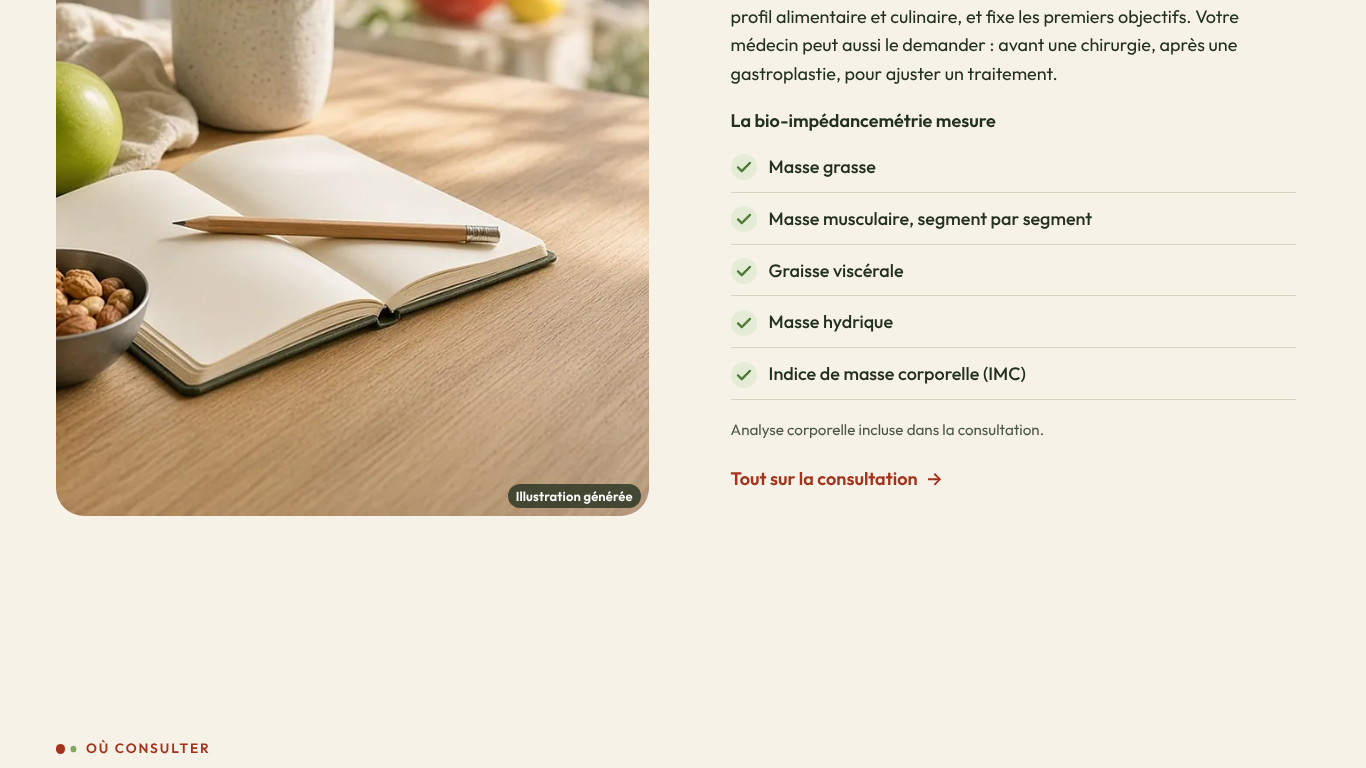 profil alimentaire et culinaire, et fixe les premiers objectifs. Votre
médecin peut aussi le demander : avant une chirurgie, après une
gastroplastie, pour ajuster un traitement.
La bio-impédancemétrie mesure
Masse grasse
Masse musculaire, segment par segment
Graisse viscérale
Masse hydrique
Indice de masse corporelle (IMC)
Analyse corporelle incluse dans la consultation.
Tout sur la consultation →
Illustration générée
OÙ CONSULTER